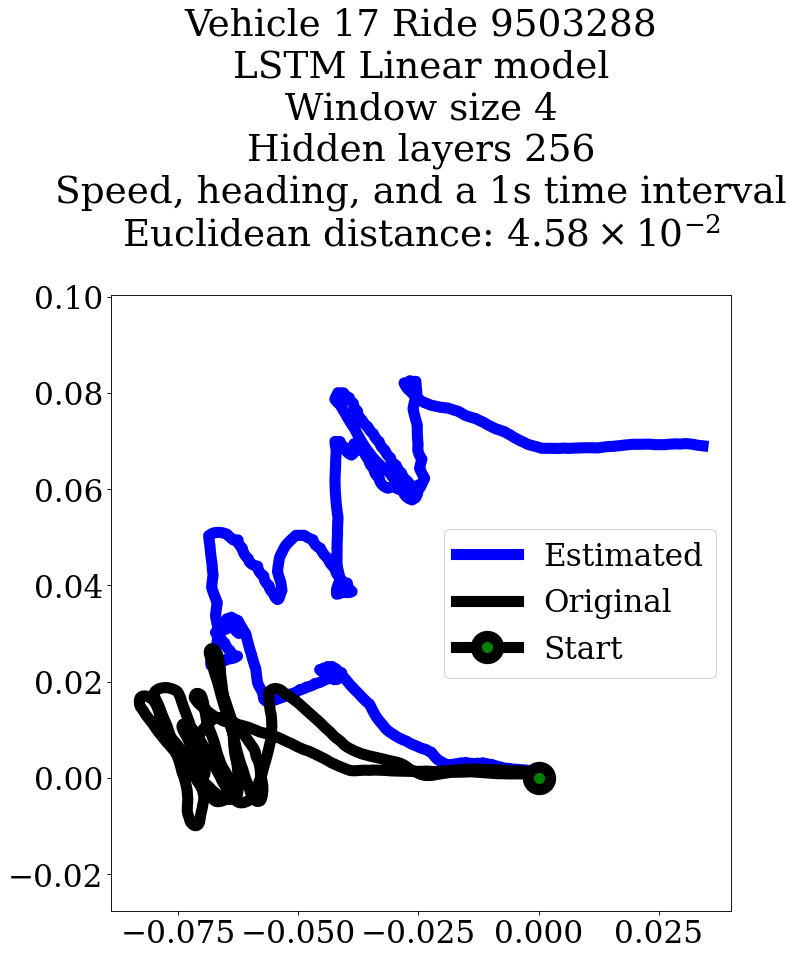 Vehicle 17 Ride 9503288
LSTM Linear model
Window size 4
Hidden layers 256
Speed, heading, and a 1s time interval
Euclidean distance: 4.58 × 10⁻²
0.10
0.08
0.06
0.04
0.02
0.00
−0.02
Estimated
Original
Start
−0.075 −0.050 −0.025 0.000 0.025